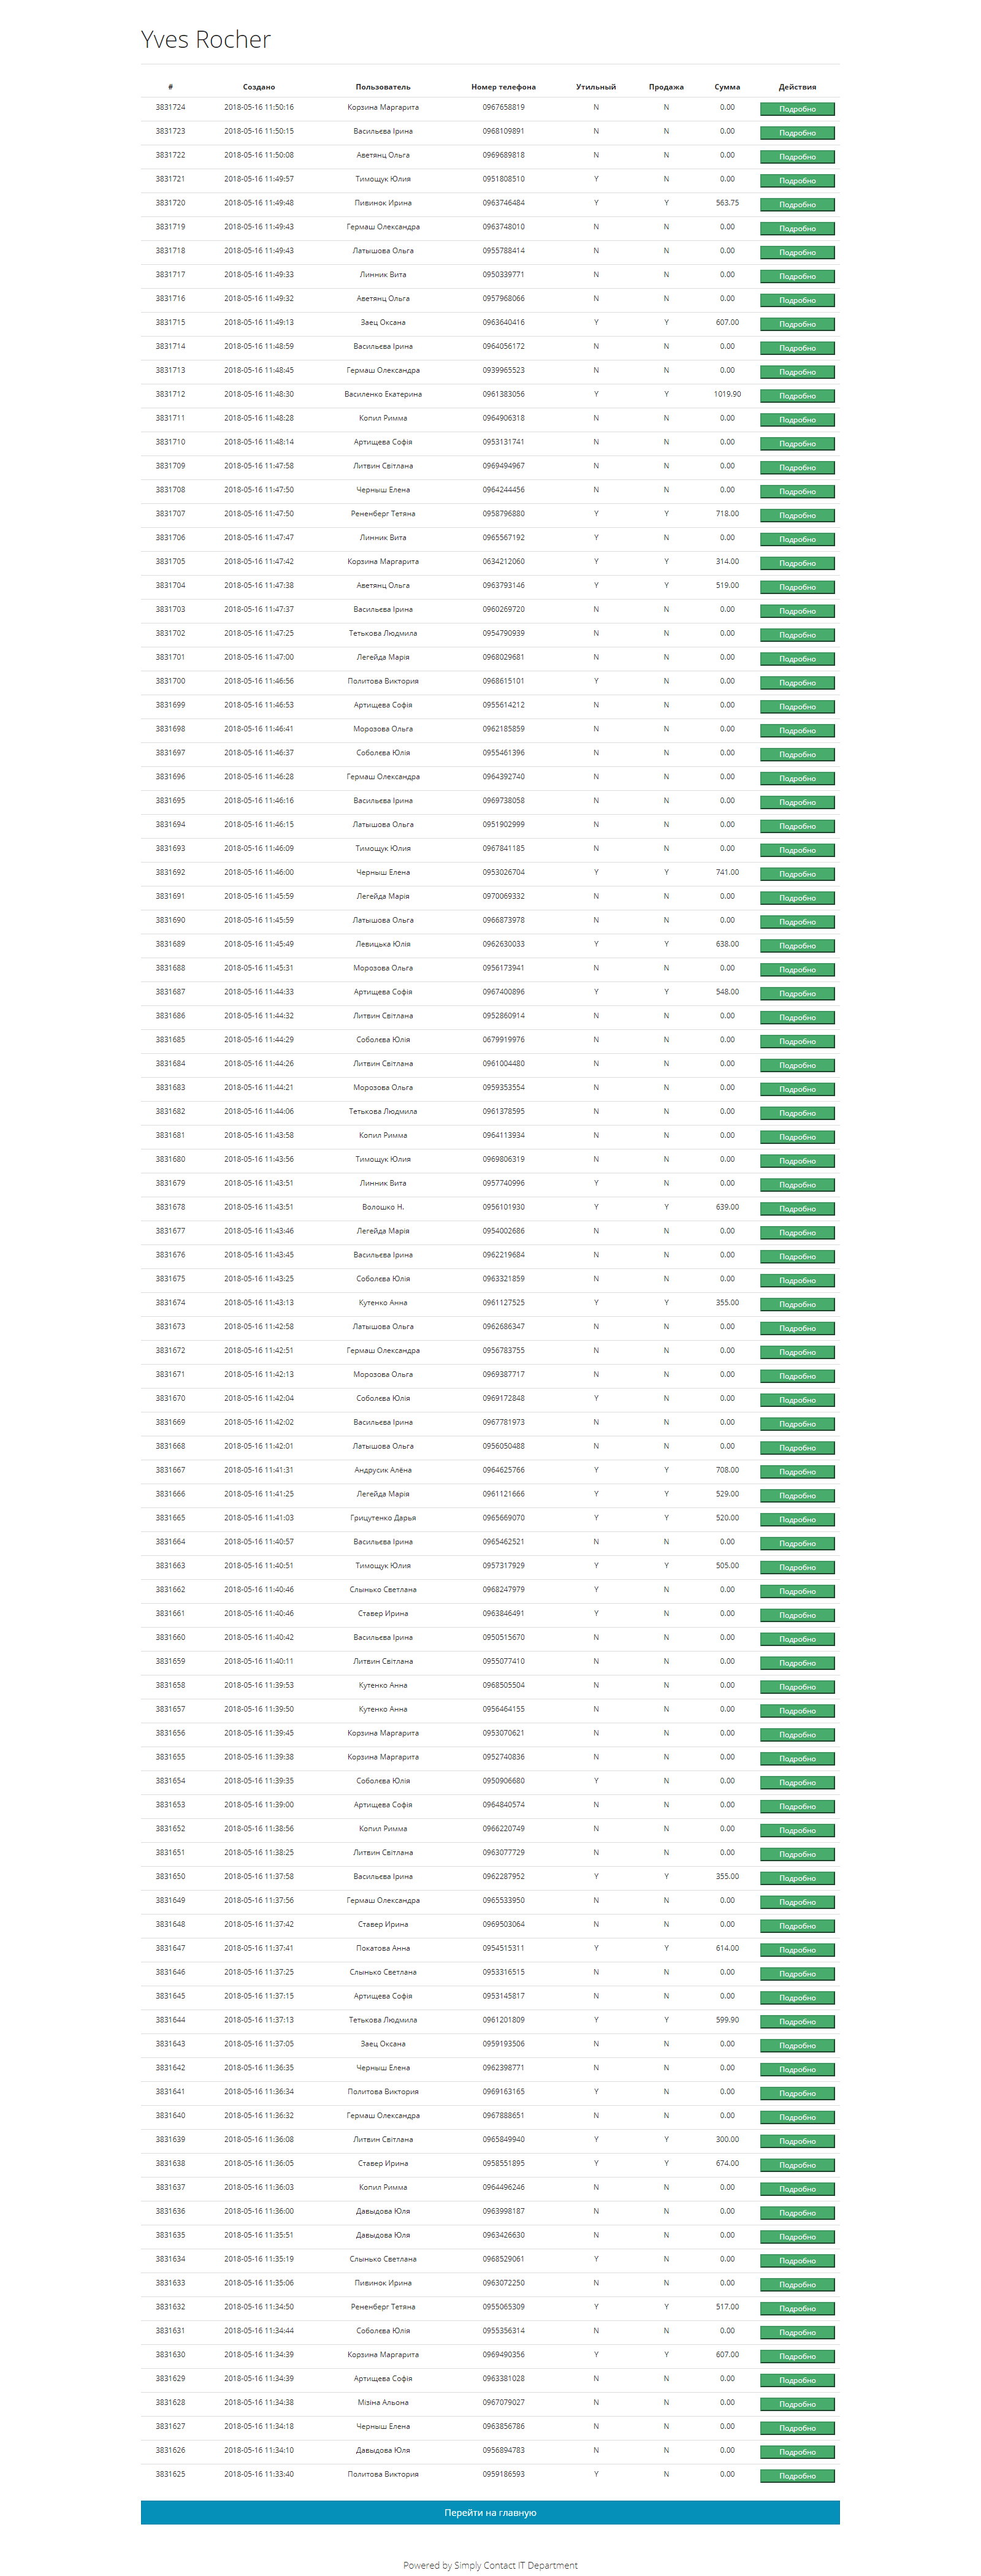 Yves Rocher
# Создано Пользователь Номер телефона Утильный Продажа Сумма Действия
3831724 2018-05-16 11:50:16 Корзина Маргарита 0967658819 N N 0.00 Подробно
3831723 2018-05-16 11:50:15 Васильєва Ірина 0968109891 N N 0.00 Подробно
3831722 2018-05-16 11:50:08 Аветянц Ольга 0969689818 N N 0.00 Подробно
3831721 2018-05-16 11:49:57 Тимощук Юлия 0951808510 Y N 0.00 Подробно
3831720 2018-05-16 11:49:48 Пивинок Ирина 0963746484 Y Y 563.75 Подробно
3831719 2018-05-16 11:49:43 Гермаш Олександра 0963748010 N N 0.00 Подробно
3831718 2018-05-16 11:49:43 Латышова Ольга 0955788414 N N 0.00 Подробно
3831717 2018-05-16 11:49:33 Линник Вита 0950339771 N N 0.00 Подробно
3831716 2018-05-16 11:49:32 Аветянц Ольга 0957968066 N N 0.00 Подробно
3831715 2018-05-16 11:49:13 Заец Оксана 0963640416 Y Y 607.00 Подробно
3831714 2018-05-16 11:48:59 Васильєва Ірина 0964056172 N N 0.00 Подробно
3831713 2018-05-16 11:48:45 Гермаш Олександра 0939965523 N N 0.00 Подробно
3831712 2018-05-16 11:48:30 Василенко Екатерина 0961383056 Y Y 1019.90 Подробно
3831711 2018-05-16 11:48:28 Копил Римма 0964906318 N N 0.00 Подробно
3831710 2018-05-16 11:48:14 Артищева Софія 0953131741 N N 0.00 Подробно
3831709 2018-05-16 11:47:58 Литвин Світлана 0969494967 N N 0.00 Подробно
3831708 2018-05-16 11:47:50 Черныш Елена 0964244456 N N 0.00 Подробно
3831707 2018-05-16 11:47:50 Рененберг Тетяна 0958796880 Y Y 718.00 Подробно
3831706 2018-05-16 11:47:47 Линник Вита 0965567192 Y N 0.00 Подробно
3831705 2018-05-16 11:47:42 Корзина Маргарита 0634212060 Y Y 314.00 Подробно
3831704 2018-05-16 11:47:38 Аветянц Ольга 0963793146 Y Y 519.00 Подробно
3831703 2018-05-16 11:47:37 Васильєва Ірина 0960269720 N N 0.00 Подробно
3831702 2018-05-16 11:47:25 Тетькова Людмила 0954790939 N N 0.00 Подробно
3831701 2018-05-16 11:47:00 Легейда Марія 0968029681 N N 0.00 Подробно
3831700 2018-05-16 11:46:56 Политова Виктория 0968615101 Y N 0.00 Подробно
3831699 2018-05-16 11:46:53 Артищева Софія 0955614212 N N 0.00 Подробно
3831698 2018-05-16 11:46:41 Морозова Ольга 0962185859 N N 0.00 Подробно
3831697 2018-05-16 11:46:37 Соболєва Юлія 0955461396 N N 0.00 Подробно
3831696 2018-05-16 11:46:28 Гермаш Олександра 0964392740 N N 0.00 Подробно
3831695 2018-05-16 11:46:16 Васильєва Ірина 0969738058 N N 0.00 Подробно
3831694 2018-05-16 11:46:15 Латышова Ольга 0951902999 N N 0.00 Подробно
3831693 2018-05-16 11:46:09 Тимощук Юлия 0967841185 N N 0.00 Подробно
3831692 2018-05-16 11:46:00 Черныш Елена 0953026704 Y Y 741.00 Подробно
3831691 2018-05-16 11:45:59 Легейда Марія 0970069332 N N 0.00 Подробно
3831690 2018-05-16 11:45:59 Латышова Ольга 0966873978 N N 0.00 Подробно
3831689 2018-05-16 11:45:49 Левицька Юлія 0962630033 Y Y 638.00 Подробно
3831688 2018-05-16 11:45:31 Морозова Ольга 0956173941 N N 0.00 Подробно
3831687 2018-05-16 11:44:33 Артищева Софія 0967400896 Y Y 548.00 Подробно
3831686 2018-05-16 11:44:32 Литвин Світлана 0952860914 N N 0.00 Подробно
3831685 2018-05-16 11:44:29 Соболєва Юлія 0679919976 N N 0.00 Подробно
3831684 2018-05-16 11:44:26 Литвин Світлана 0961004480 N N 0.00 Подробно
3831683 2018-05-16 11:44:21 Морозова Ольга 0959353554 N N 0.00 Подробно
3831682 2018-05-16 11:44:06 Тетькова Людмила 0961378595 N N 0.00 Подробно
3831681 2018-05-16 11:43:58 Копил Римма 0964113934 N N 0.00 Подробно
3831680 2018-05-16 11:43:56 Тимощук Юлия 0969806319 N N 0.00 Подробно
3831679 2018-05-16 11:43:51 Линник Вита 0957740996 Y N 0.00 Подробно
3831678 2018-05-16 11:43:51 Волошко Н. 0956101930 Y Y 639.00 Подробно
3831677 2018-05-16 11:43:46 Легейда Марія 0954002686 N N 0.00 Подробно
3831676 2018-05-16 11:43:45 Васильєва Ірина 0962219684 N N 0.00 Подробно
3831675 2018-05-16 11:43:25 Соболєва Юлія 0963321859 N N 0.00 Подробно
3831674 2018-05-16 11:43:13 Кутенко Анна 0961127525 Y Y 355.00 Подробно
3831673 2018-05-16 11:42:58 Латышова Ольга 0962686347 N N 0.00 Подробно
3831672 2018-05-16 11:42:51 Гермаш Олександра 0956783755 N N 0.00 Подробно
3831671 2018-05-16 11:42:13 Морозова Ольга 0969387717 N N 0.00 Подробно
3831670 2018-05-16 11:42:04 Соболєва Юлія 0969172848 Y N 0.00 Подробно
3831669 2018-05-16 11:42:02 Васильєва Ірина 0967781973 N N 0.00 Подробно
3831668 2018-05-16 11:42:01 Латышова Ольга 0956050488 N N 0.00 Подробно
3831667 2018-05-16 11:41:31 Андрусик Алёна 0964625766 Y Y 708.00 Подробно
3831666 2018-05-16 11:41:25 Легейда Марія 0961121666 Y Y 529.00 Подробно
3831665 2018-05-16 11:41:03 Грицутенко Дарья 0965669070 Y Y 520.00 Подробно
3831664 2018-05-16 11:40:57 Васильєва Ірина 0965462521 N N 0.00 Подробно
3831663 2018-05-16 11:40:51 Тимощук Юлия 0957317929 Y Y 505.00 Подробно
3831662 2018-05-16 11:40:46 Слынько Светлана 0968247979 Y N 0.00 Подробно
3831661 2018-05-16 11:40:46 Ставер Ирина 0963846491 Y N 0.00 Подробно
3831660 2018-05-16 11:40:42 Васильєва Ірина 0950515670 N N 0.00 Подробно
3831659 2018-05-16 11:40:11 Литвин Світлана 0955077410 N N 0.00 Подробно
3831658 2018-05-16 11:39:53 Кутенко Анна 0968505504 N N 0.00 Подробно
3831657 2018-05-16 11:39:50 Кутенко Анна 0956464155 N N 0.00 Подробно
3831656 2018-05-16 11:39:45 Корзина Маргарита 0953070621 N N 0.00 Подробно
3831655 2018-05-16 11:39:38 Корзина Маргарита 0952740836 N N 0.00 Подробно
3831654 2018-05-16 11:39:35 Соболєва Юлія 0950906680 Y N 0.00 Подробно
3831653 2018-05-16 11:39:00 Артищева Софія 0964840574 N N 0.00 Подробно
3831652 2018-05-16 11:38:56 Копил Римма 0966220749 N N 0.00 Подробно
3831651 2018-05-16 11:38:25 Литвин Світлана 0963077729 N N 0.00 Подробно
3831650 2018-05-16 11:37:58 Васильєва Ірина 0962287952 Y Y 355.00 Подробно
3831649 2018-05-16 11:37:56 Гермаш Олександра 0965533950 N N 0.00 Подробно
3831648 2018-05-16 11:37:42 Ставер Ирина 0969503064 N N 0.00 Подробно
3831647 2018-05-16 11:37:41 Покатова Анна 0954515311 Y Y 614.00 Подробно
3831646 2018-05-16 11:37:25 Слынько Светлана 0953316515 N N 0.00 Подробно
3831645 2018-05-16 11:37:15 Артищева Софія 0953145817 N N 0.00 Подробно
3831644 2018-05-16 11:37:13 Тетькова Людмила 0961201809 Y Y 599.90 Подробно
3831643 2018-05-16 11:37:05 Заец Оксана 0959193506 N N 0.00 Подробно
3831642 2018-05-16 11:36:35 Черныш Елена 0962398771 N N 0.00 Подробно
3831641 2018-05-16 11:36:34 Политова Виктория 0969163165 Y N 0.00 Подробно
3831640 2018-05-16 11:36:32 Гермаш Олександра 0967888651 N N 0.00 Подробно
3831639 2018-05-16 11:36:08 Литвин Світлана 0965849940 Y Y 300.00 Подробно
3831638 2018-05-16 11:36:05 Ставер Ирина 0958551895 Y Y 674.00 Подробно
3831637 2018-05-16 11:36:03 Копил Римма 0964496246 N N 0.00 Подробно
3831636 2018-05-16 11:36:00 Давыдова Юля 0963998187 N N 0.00 Подробно
3831635 2018-05-16 11:35:51 Давыдова Юля 0963426630 N N 0.00 Подробно
3831634 2018-05-16 11:35:19 Слынько Светлана 0968529061 Y N 0.00 Подробно
3831633 2018-05-16 11:35:06 Пивинок Ирина 0963072250 N N 0.00 Подробно
3831632 2018-05-16 11:34:50 Рененберг Тетяна 0955065309 Y Y 517.00 Подробно
3831631 2018-05-16 11:34:44 Соболєва Юлія 0955356314 N N 0.00 Подробно
3831630 2018-05-16 11:34:39 Корзина Маргарита 0969490356 Y Y 607.00 Подробно
3831629 2018-05-16 11:34:39 Артищева Софія 0963381028 N N 0.00 Подробно
3831628 2018-05-16 11:34:38 Мізіна Альона 0967079027 N N 0.00 Подробно
3831627 2018-05-16 11:34:18 Черныш Елена 0963856786 N N 0.00 Подробно
3831626 2018-05-16 11:34:10 Давыдова Юля 0956894783 N N 0.00 Подробно
3831625 2018-05-16 11:33:40 Политова Виктория 0959186593 Y N 0.00 Подробно
Перейти на главную
Powered by Simply Contact IT Department